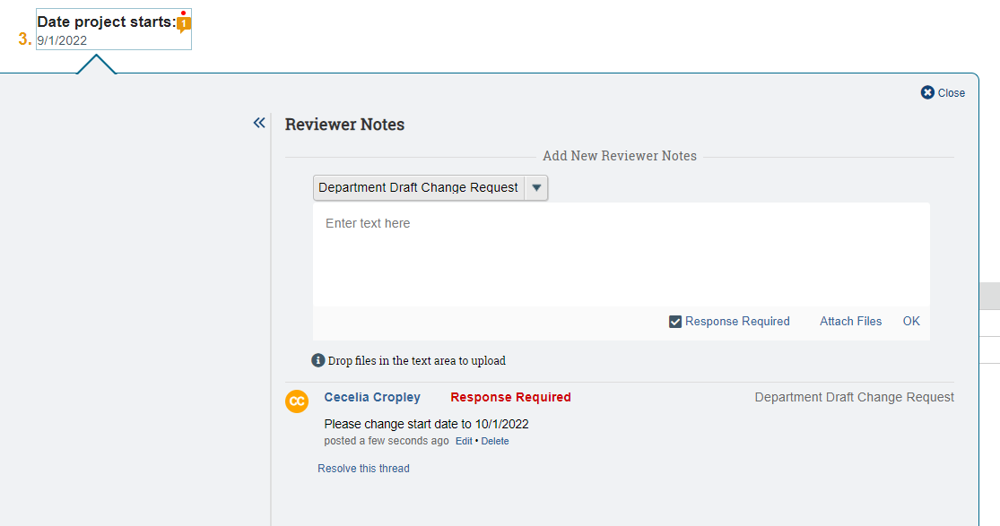 Date project starts:
1
3. 9/1/2022
Close
Reviewer Notes
Add New Reviewer Notes
Department Draft Change Request
Enter text here
Response Required Attach Files OK
Drop files in the text area to upload
CC Cecelia Cropley Response Required Department Draft Change Request
Please change start date to 10/1/2022
posted a few seconds ago Edit • Delete
Resolve this thread